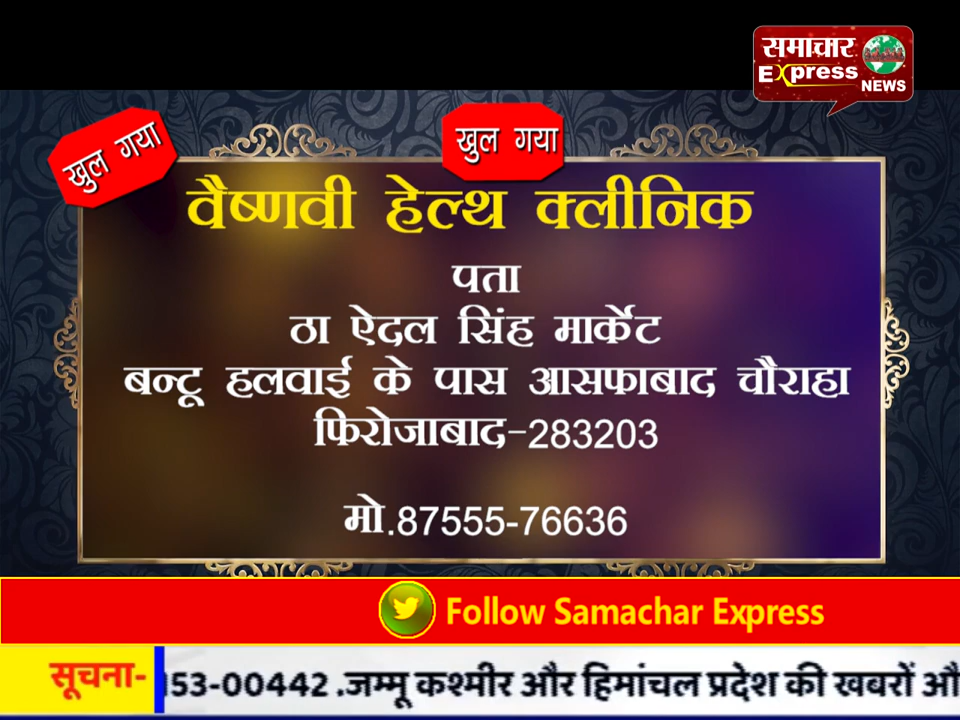 समाचार
Express
NEWS
खुल गया
खुल गया
वैष्णवी हेल्थ क्लीनिक
पता
ठा ऐदल सिंह मार्केट
बन्टू हलवाई के पास आसफाबाद चौराहा
फिरोजाबाद-283203
मो.87555-76636
Follow Samachar Express
सूचना-
53-00442 .जम्मू कश्मीर और हिमांचल प्रदेश की खबरों